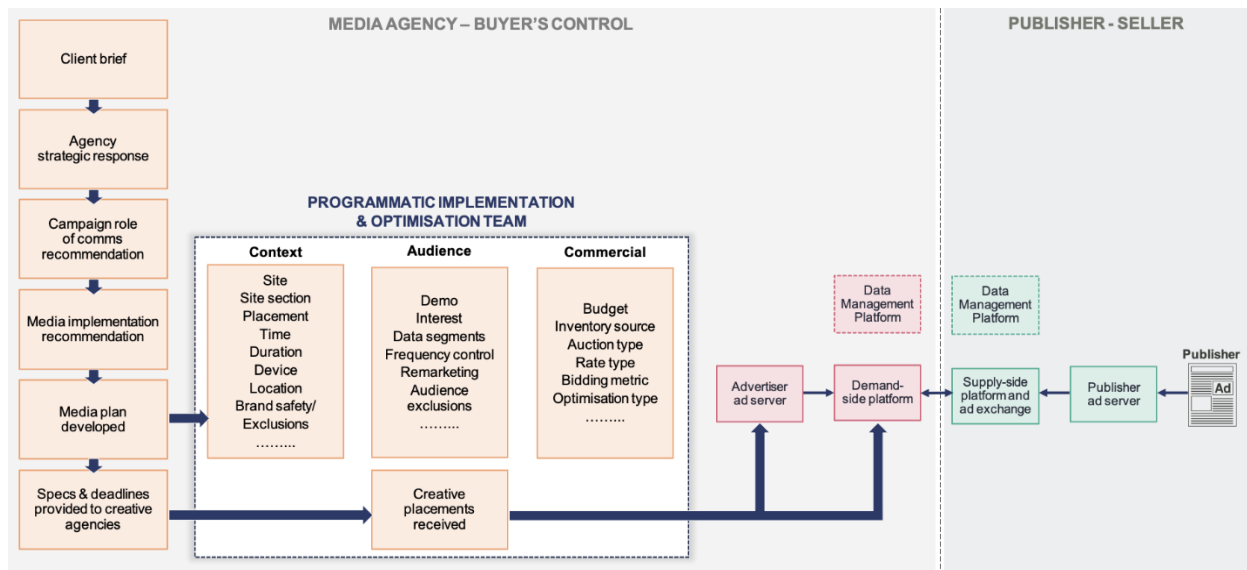 MEDIA AGENCY – BUYER'S CONTROL
PUBLISHER - SELLER
Client brief
Agency
strategic response
Campaign role
of comms
recommendation
Media implementation
recommendation
Media plan
developed
Specs & deadlines
provided to creative
agencies
PROGRAMMATIC IMPLEMENTATION
& OPTIMISATION TEAM
Context
Site
Site section
Placement
Time
Duration
Device
Location
Brand safety/
Exclusions
……...
Audience
Demo
Interest
Data segments
Frequency control
Remarketing
Audience
exclusions
……...
Commercial
Budget
Inventory source
Auction type
Rate type
Bidding metric
Optimisation type
……...
Creative
placements
received
Advertiser
ad server
Data
Management
Platform
Demand-
side platform
Data
Management
Platform
Supply-side
platform and
ad exchange
Publisher
ad server
Publisher
Ad